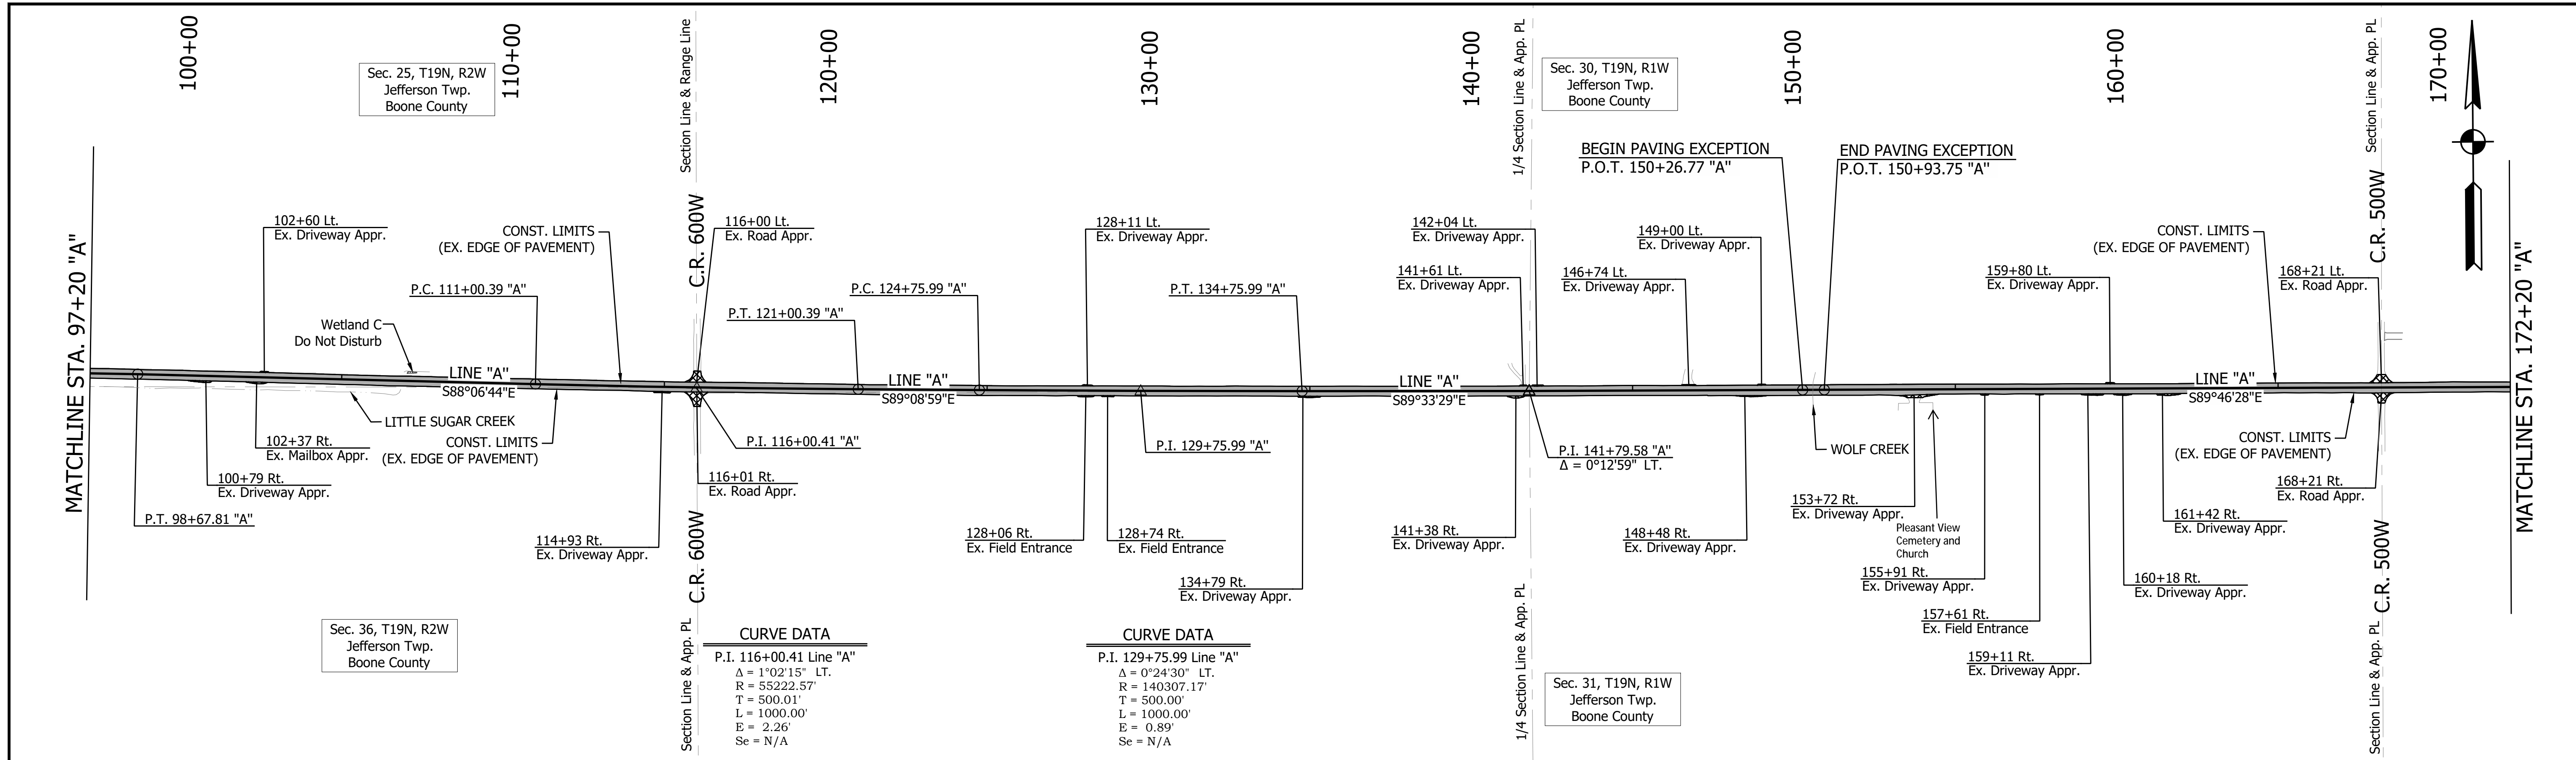 100+00
110+00
120+00
130+00
140+00
150+00
160+00
170+00
Sec. 25, T19N, R2W
Jefferson Twp.
Boone County
Section Line & Range Line
1/4 Section Line & App. PL
Sec. 30, T19N, R1W
Jefferson Twp.
Boone County
Section Line & App. PL
BEGIN PAVING EXCEPTION
P.O.T. 150+26.77 "A"
END PAVING EXCEPTION
P.O.T. 150+93.75 "A"
MATCHLINE STA. 97+20 "A"
102+60 Lt.
Ex. Driveway Appr.
CONST. LIMITS
(EX. EDGE OF PAVEMENT)
C.R. 600W
116+00 Lt.
Ex. Road Appr.
128+11 Lt.
Ex. Driveway Appr.
142+04 Lt.
Ex. Driveway Appr.
149+00 Lt.
Ex. Driveway Appr.
CONST. LIMITS
(EX. EDGE OF PAVEMENT)
C.R. 500W
MATCHLINE STA. 172+20 "A"
P.C. 111+00.39 "A"
P.C. 124+75.99 "A"
P.T. 134+75.99 "A"
141+61 Lt.
Ex. Driveway Appr.
146+74 Lt.
Ex. Driveway Appr.
159+80 Lt.
Ex. Driveway Appr.
168+21 Lt.
Ex. Road Appr.
Wetland C
Do Not Disturb
P.T. 121+00.39 "A"
LINE "A"
S88°06'44"E
LINE "A"
S89°08'59"E
LINE "A"
S89°33'29"E
LINE "A"
S89°46'28"E
LITTLE SUGAR CREEK
102+37 Rt.
Ex. Mailbox Appr.
CONST. LIMITS
(EX. EDGE OF PAVEMENT)
P.I. 116+00.41 "A"
P.I. 129+75.99 "A"
P.I. 141+79.58 "A"
Δ = 0°12'59" LT.
WOLF CREEK
CONST. LIMITS
(EX. EDGE OF PAVEMENT)
100+79 Rt.
Ex. Driveway Appr.
116+01 Rt.
Ex. Road Appr.
153+72 Rt.
Ex. Driveway Appr.
168+21 Rt.
Ex. Road Appr.
P.T. 98+67.81 "A"
114+93 Rt.
Ex. Driveway Appr.
C.R. 600W
128+06 Rt.
Ex. Field Entrance
128+74 Rt.
Ex. Field Entrance
141+38 Rt.
Ex. Driveway Appr.
148+48 Rt.
Ex. Driveway Appr.
Pleasant View
Cemetery and
Church
161+42 Rt.
Ex. Driveway Appr.
C.R. 500W
134+79 Rt.
Ex. Driveway Appr.
155+91 Rt.
Ex. Driveway Appr.
160+18 Rt.
Ex. Driveway Appr.
157+61 Rt.
Ex. Field Entrance
159+11 Rt.
Ex. Driveway Appr.
Sec. 36, T19N, R2W
Jefferson Twp.
Boone County
Section Line & App. PL
CURVE DATA
P.I. 116+00.41 Line "A"
Δ = 1°02'15" LT.
R = 55222.57'
T = 500.01'
L = 1000.00'
E = 2.26'
Se = N/A
CURVE DATA
P.I. 129+75.99 Line "A"
Δ = 0°24'30" LT.
R = 140307.17'
T = 500.00'
L = 1000.00'
E = 0.89'
Se = N/A
1/4 Section Line & App. PL
Sec. 31, T19N, R1W
Jefferson Twp.
Boone County
Section Line & App. PL